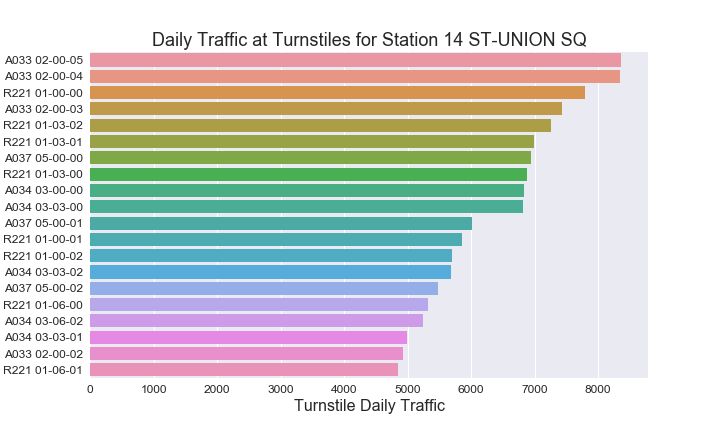 Daily Traffic at Turnstiles for Station 14 ST-UNION SQ
A033 02-00-05
A033 02-00-04
R221 01-00-00
A033 02-00-03
R221 01-03-02
R221 01-03-01
A037 05-00-00
R221 01-03-00
A034 03-00-00
A034 03-03-00
A037 05-00-01
R221 01-00-01
R221 01-00-02
A034 03-03-02
A037 05-00-02
R221 01-06-00
A034 03-06-02
A034 03-03-01
A033 02-00-02
R221 01-06-01
0 1000 2000 3000 4000 5000 6000 7000 8000
Turnstile Daily Traffic